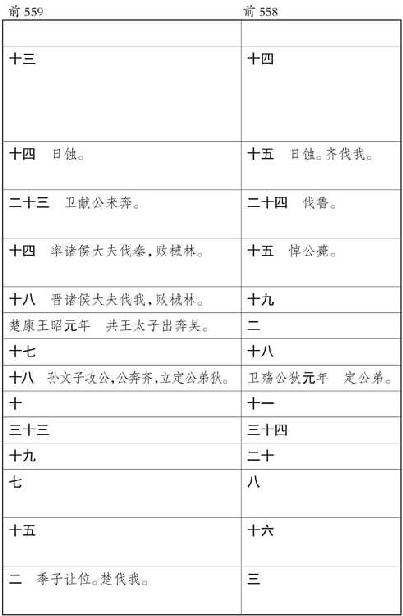 前559 前558
十三 十四
十四 日蚀。 十五 日蚀。齐伐我。
二十三 卫献公来奔。 二十四 伐鲁。
十四 率诸侯大夫伐秦，败棫林。 十五 悼公薨。
十八 晋诸侯大夫伐我，败棫林。 十九
楚康王昭元年 共王太子出奔吴。 二
十七 十八
十八 孙文子攻公，公奔齐，立定公弟狄。 卫殇公狄元年 定公弟。
十 十一
三十三 三十四
十九 二十
七 八
十五 十六
二 季子让位。楚伐我。 三